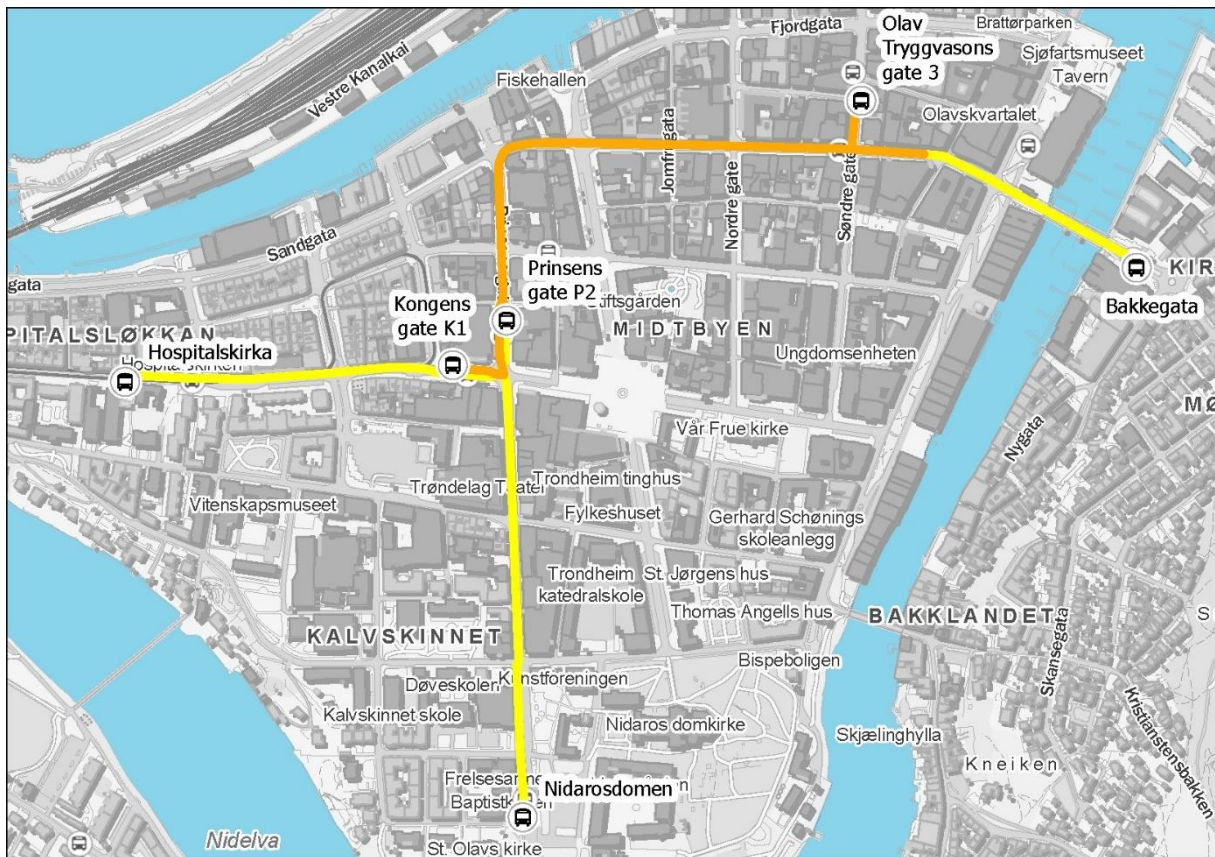 Fjordgata
Olav
Tryggvasons
gate 3
Brattørparken
Sjøfartsmuseet
Tavern
Vestre Kanalkai
Fiskehallen
Olavskvartalet
Jomfrugata
Nordre gate
Søndre gate
Sandgata
gata
Prinsens
gate P2
Kongens
gate K1
MIDTBYEN
KIR
Bakkegata
PITALSLØKKAN
Hospitalskirka
Ungdomsenheten
MØ
Nygata
Vår Frue kirke
Trøndelag Teater
Trondheim tinghus
Vitenskapsmuseet
Fylkeshuset
Gerhard Schønings
skoleanlegg
Trondheim
katedralskole
St. Jørgens hus
Thomas Angells hus
BAKKLANDET
S
KALVSKINNET
Skansegata
Bispeboligen
Kunstforeningen
Døveskolen
Kalvskinnet skole
Nidaros domkirke
Kristianstensbakken
Skjælinghylla
Kneiken
Nidarosdomen
Nidelva
St. Olavs kirke